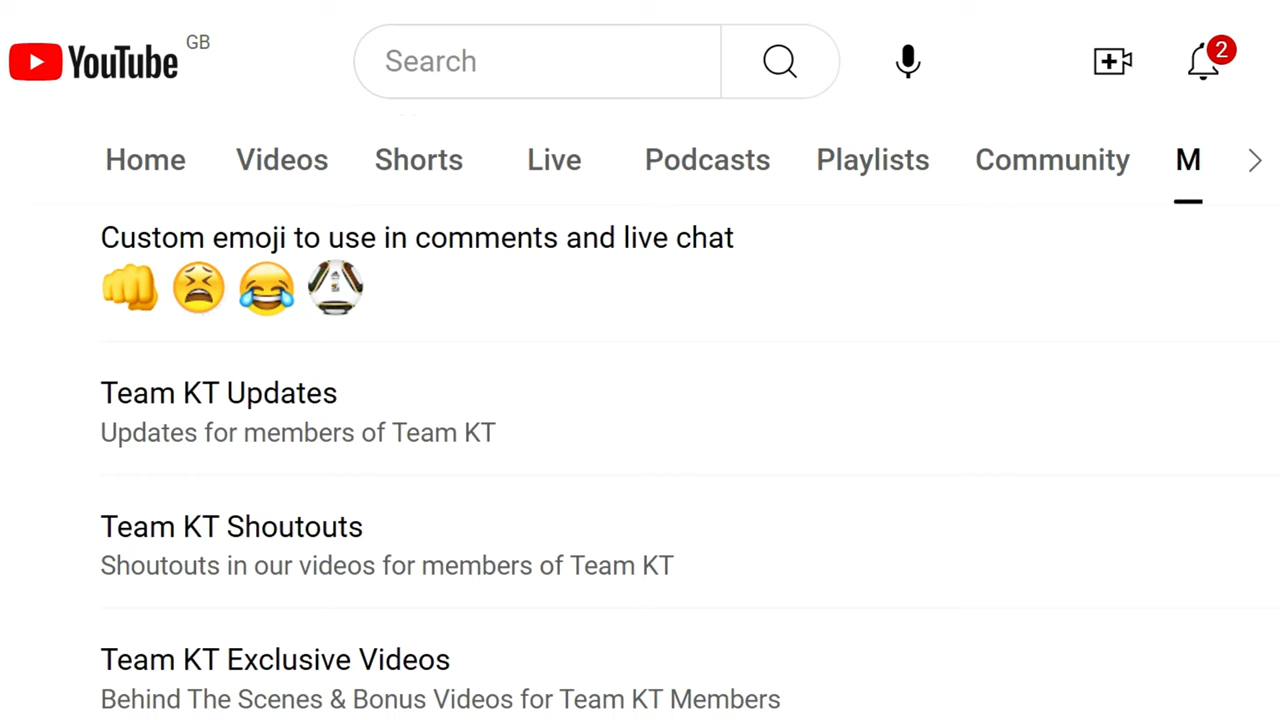 YouTube GB
Search
2
Home Videos Shorts Live Podcasts Playlists Community M
Custom emoji to use in comments and live chat
Team KT Updates
Updates for members of Team KT
Team KT Shoutouts
Shoutouts in our videos for members of Team KT
Team KT Exclusive Videos
Behind The Scenes & Bonus Videos for Team KT Members